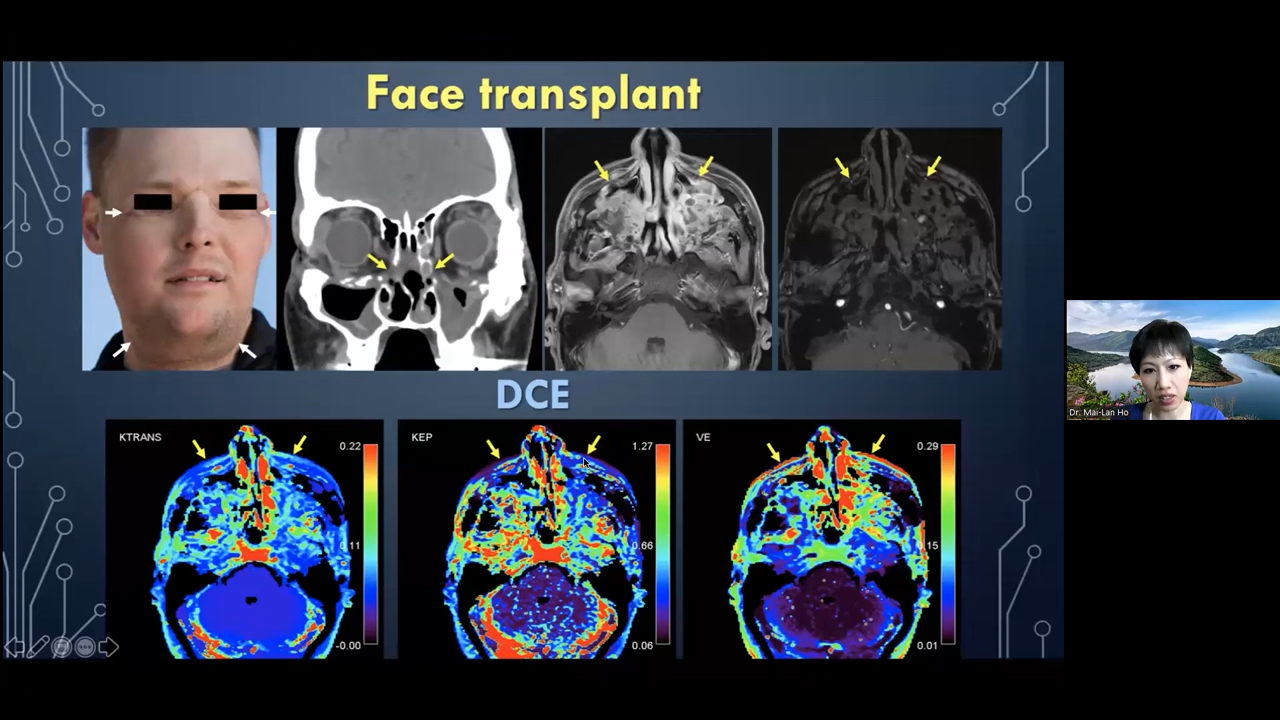 Face transplant
DCE
KTRANS
0.22
0.11
-0.00
KEP
1.27
0.66
0.06
VE
0.29
0.15
0.01
Dr. Mai-Lan Ho